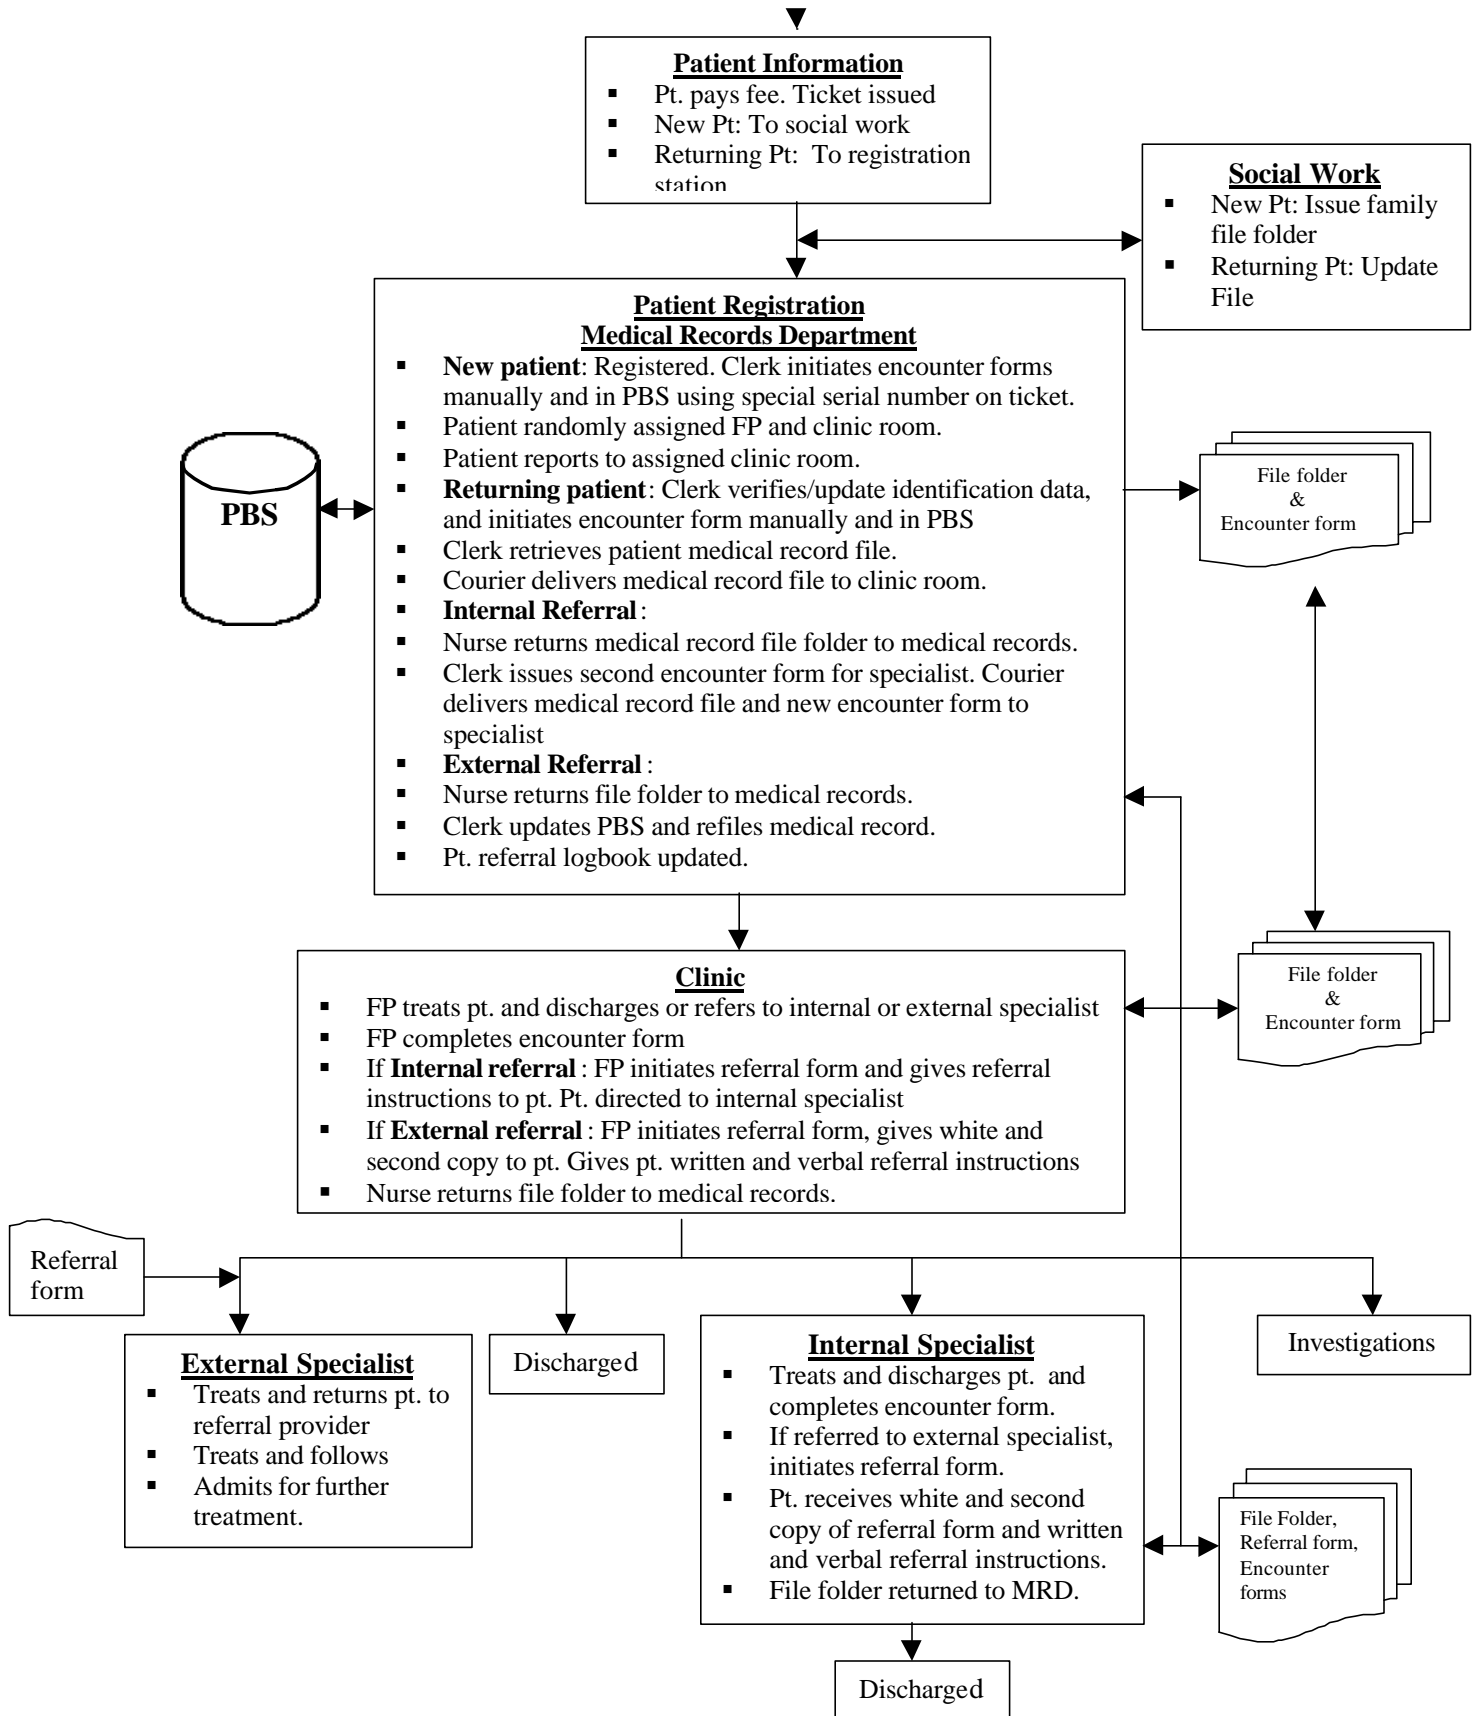 Patient Information
▪ Pt. pays fee. Ticket issued
▪ New Pt: To social work
▪ Returning Pt: To registration
station
Social Work
▪ New Pt: Issue family
file folder
▪ Returning Pt: Update
File
Patient Registration
Medical Records Department
▪ New patient: Registered. Clerk initiates encounter forms
manually and in PBS using special serial number on ticket.
▪ Patient randomly assigned FP and clinic room.
▪ Patient reports to assigned clinic room.
▪ Returning patient: Clerk verifies/update identification data,
and initiates encounter form manually and in PBS
▪ Clerk retrieves patient medical record file.
▪ Courier delivers medical record file to clinic room.
▪ Internal Referral:
▪ Nurse returns medical record file folder to medical records.
▪ Clerk issues second encounter form for specialist. Courier
delivers medical record file and new encounter form to
specialist
▪ External Referral:
▪ Nurse returns file folder to medical records.
▪ Clerk updates PBS and refiles medical record.
▪ Pt. referral logbook updated.
PBS
File folder
&
Encounter form
Clinic
▪ FP treats pt. and discharges or refers to internal or external specialist
▪ FP completes encounter form
▪ If Internal referral: FP initiates referral form and gives referral
instructions to pt. Pt. directed to internal specialist
▪ If External referral: FP initiates referral form, gives white and
second copy to pt. Gives pt. written and verbal referral instructions
▪ Nurse returns file folder to medical records.
File folder
&
Encounter form
Referral
form
External Specialist
▪ Treats and returns pt. to
referral provider
▪ Treats and follows
▪ Admits for further
treatment.
Discharged
Internal Specialist
▪ Treats and discharges pt. and
completes encounter form.
▪ If referred to external specialist,
initiates referral form.
▪ Pt. receives white and second
copy of referral form and written
and verbal referral instructions.
▪ File folder returned to MRD.
Investigations
File Folder,
Referral form,
Encounter
forms
Discharged